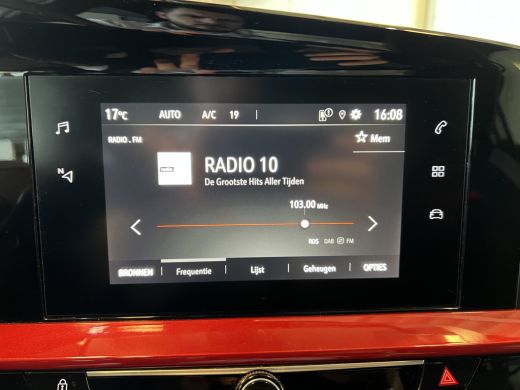 17°C AUTO A/C 19 16:08
RADIO . FM
Mem
RADIO 10
De Grootste Hits Aller Tijden
103.00 MHz
RDS DAB FM
BRONNEN Frequentie Lijst Geheugen OPTIES
N